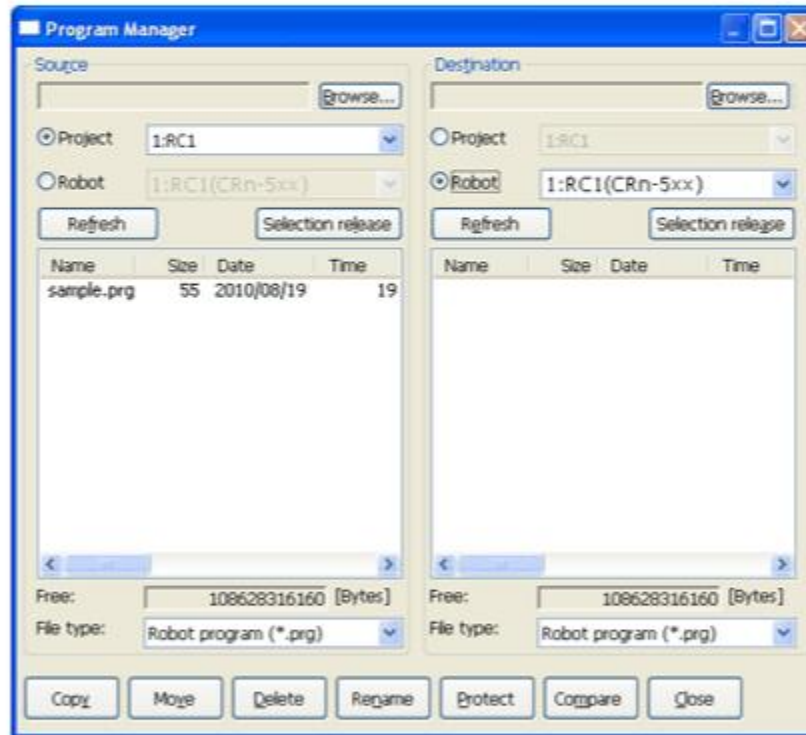 Program Manager
Source
Browse...
Project 1:RC1
Robot 1:RC1(CRn-5xx)
Refresh Selection release
Name Size Date Time
sample.prg 55 2010/08/19 19
Free: 108628316160 [Bytes]
File type: Robot program (*.prg)
Destination
Browse...
Project 1:RC1
Robot 1:RC1(CRn-5xx)
Refresh Selection release
Name Size Date Time
Free: 108628316160 [Bytes]
File type: Robot program (*.prg)
Copy Move Delete Rename Protect Compare Close